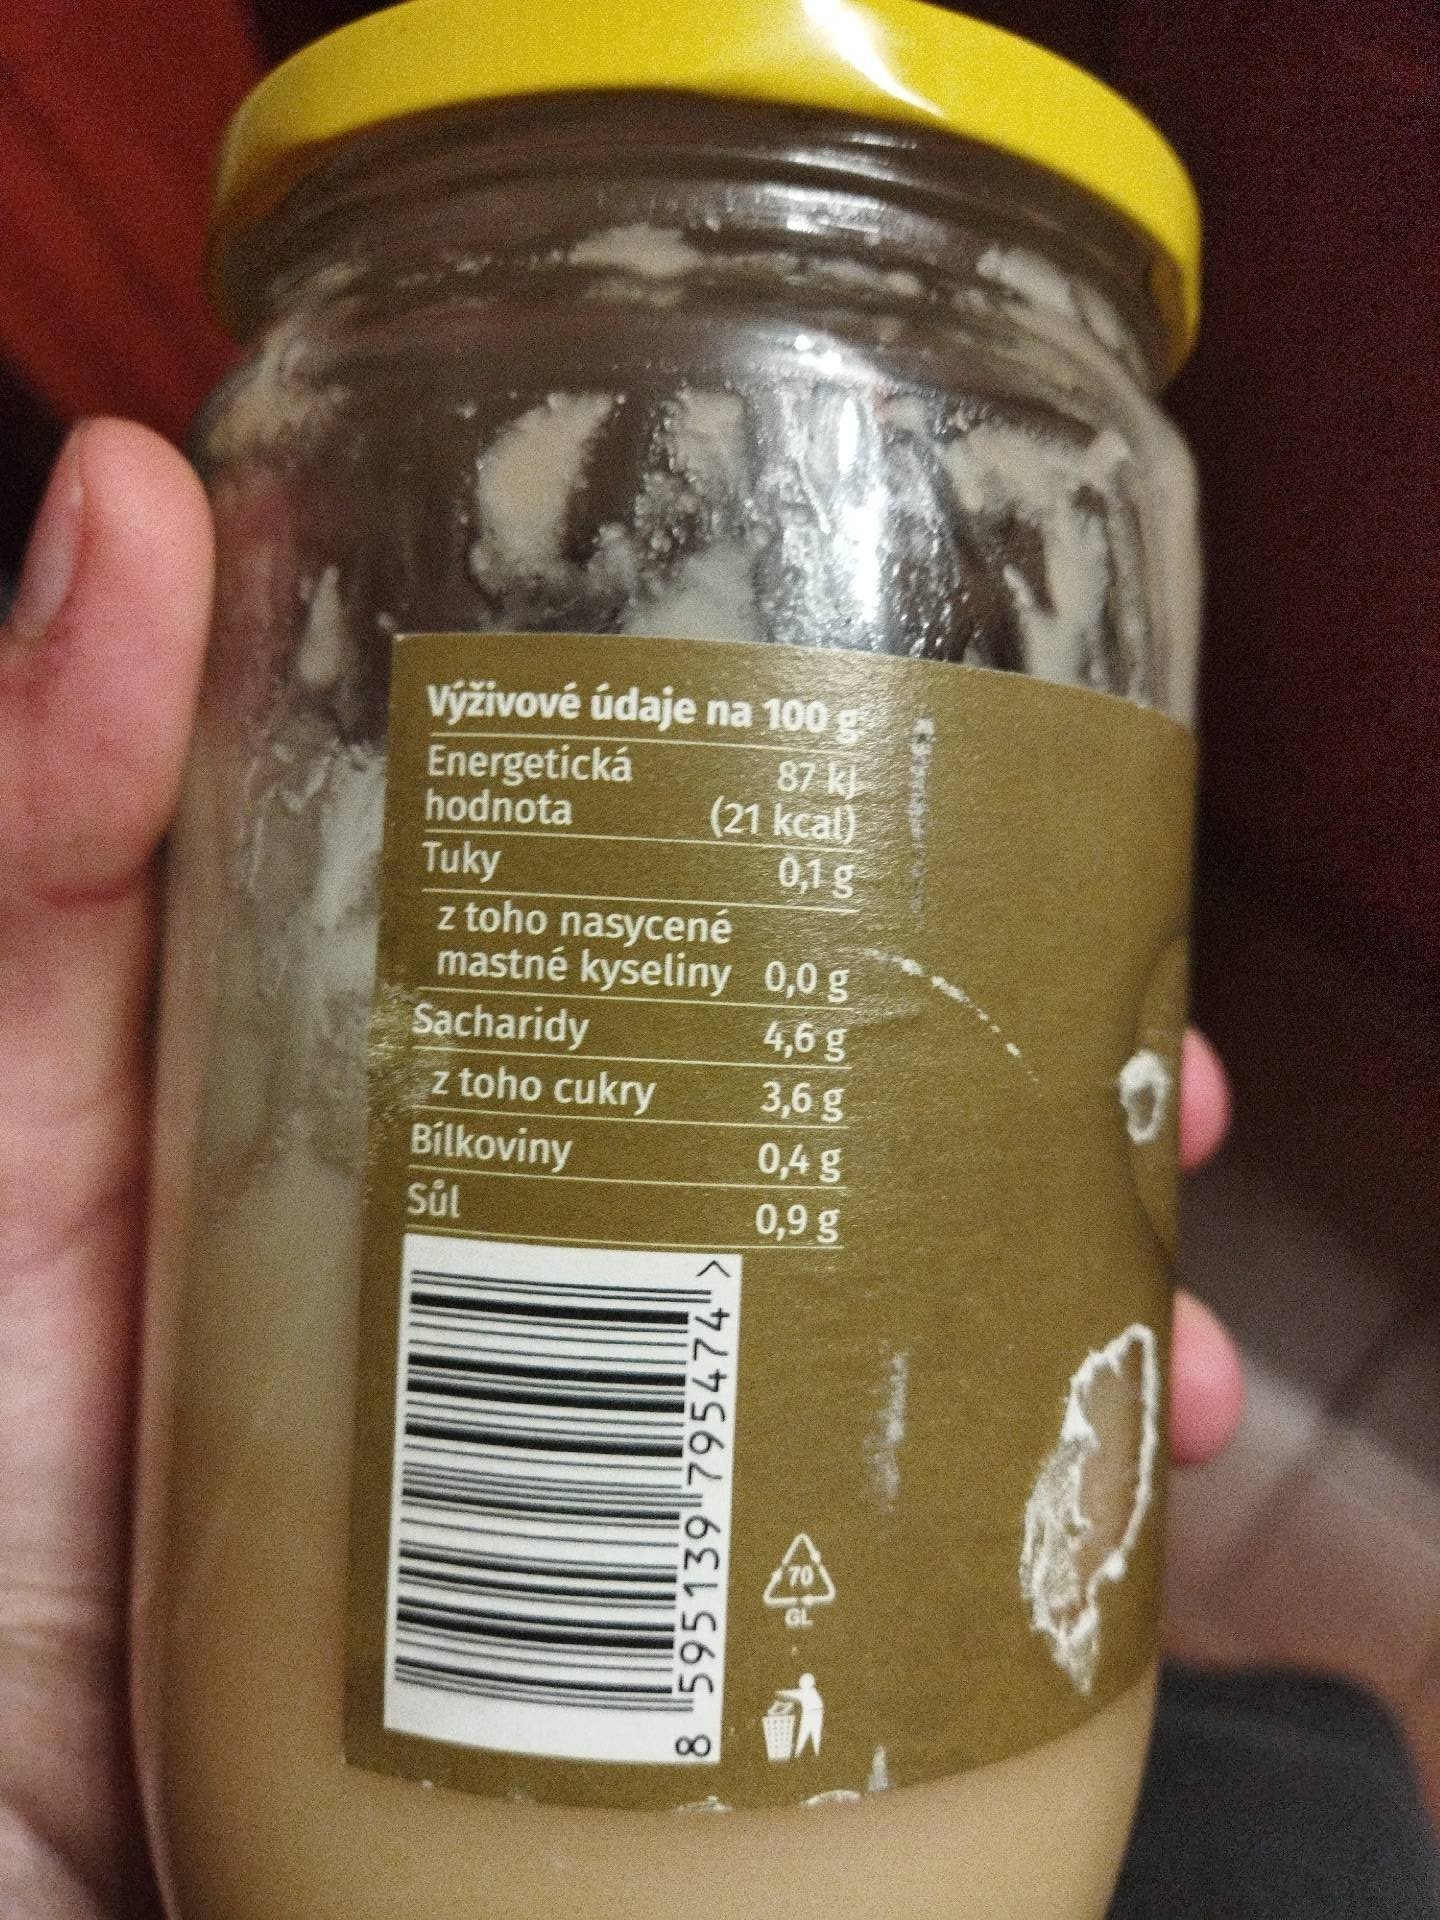 Výživové údaje na 100 g
Energetická 87 kJ
hodnota (21 kcal)
Tuky 0,1 g
z toho nasycené
mastné kyseliny 0,0 g
Sacharidy 4,6 g
z toho cukry 3,6 g
Bílkoviny 0,4 g
Sůl 0,9 g
8 595139 795474 >
70
GL